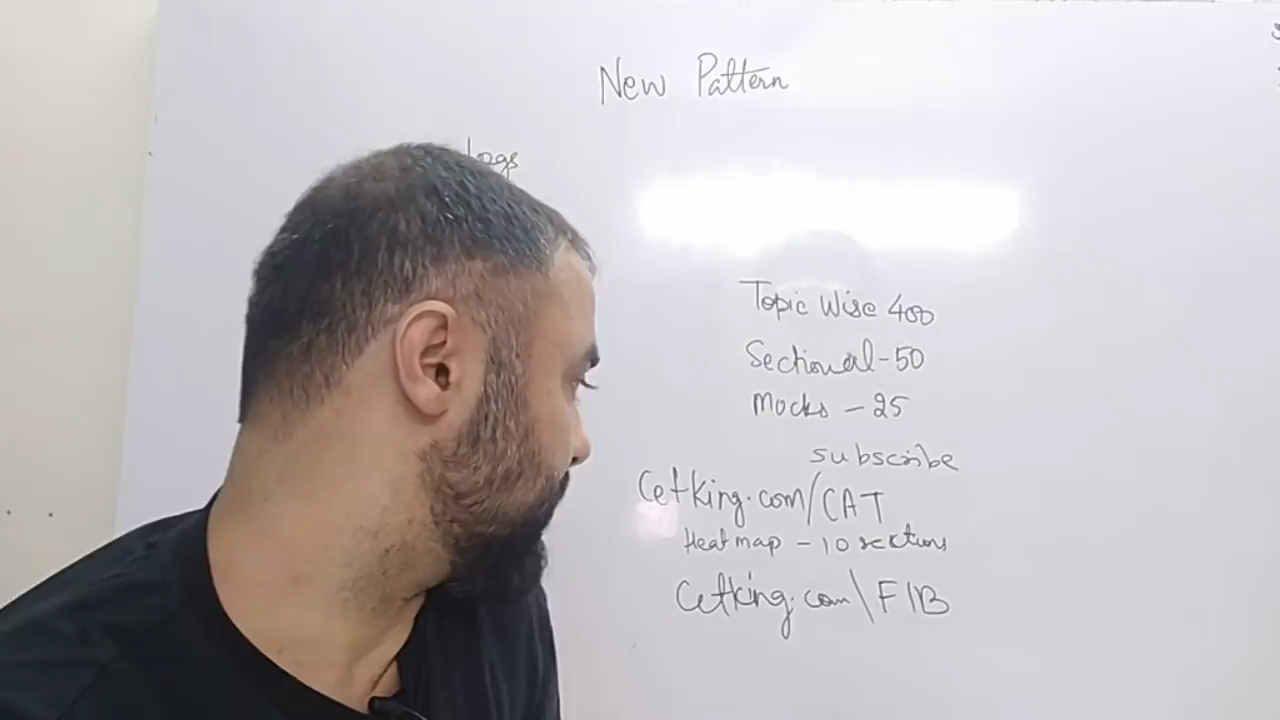 New Pattern
Logs
Topic Wise 400
Sectional-50
Mocks - 25
subscribe
Cetking.com/CAT
Heat map - 10 sections
Cetking.com\FIB